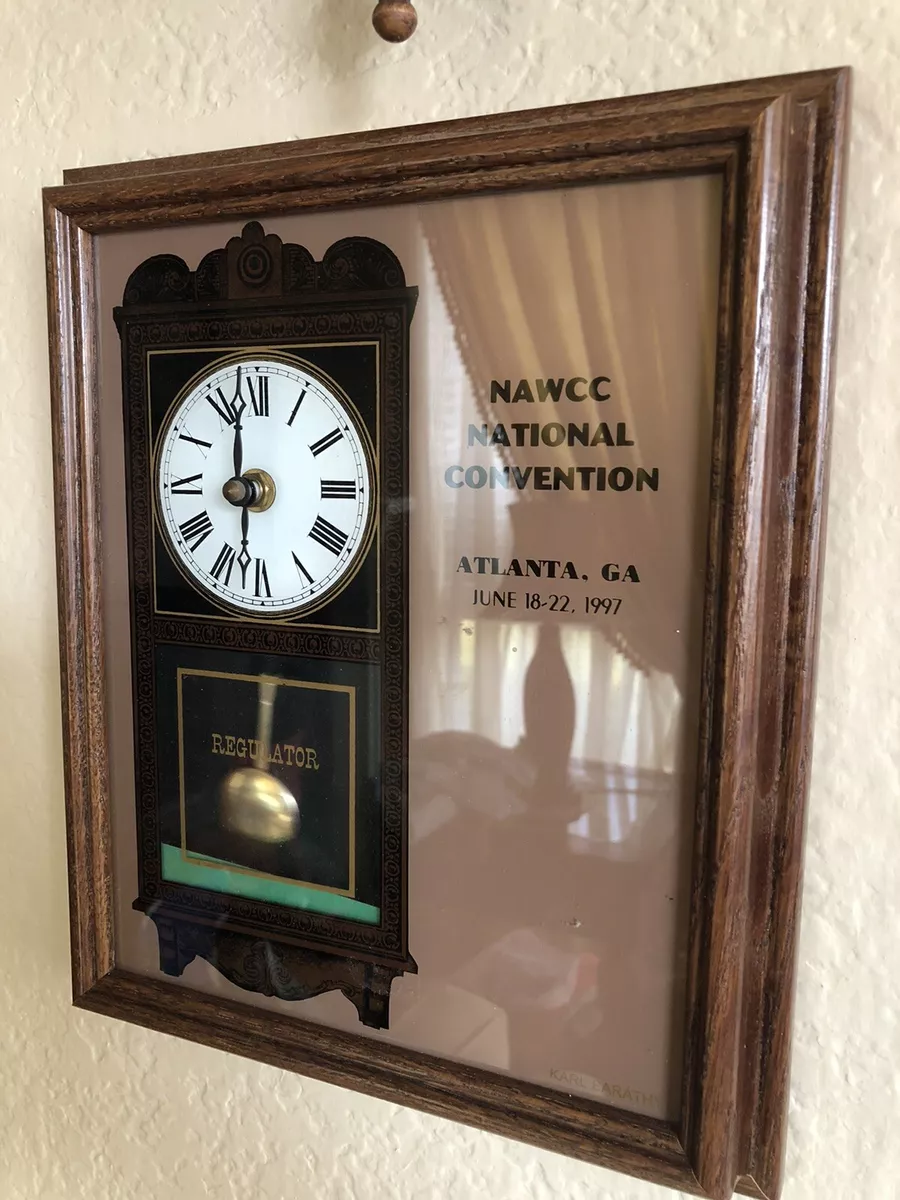 XII
I
II
III
IIII
V
VI
VII
VIII
IX
X
XI
NAWCC
NATIONAL
CONVENTION
ATLANTA, GA
JUNE 18-22, 1997
REGULATOR
KARL